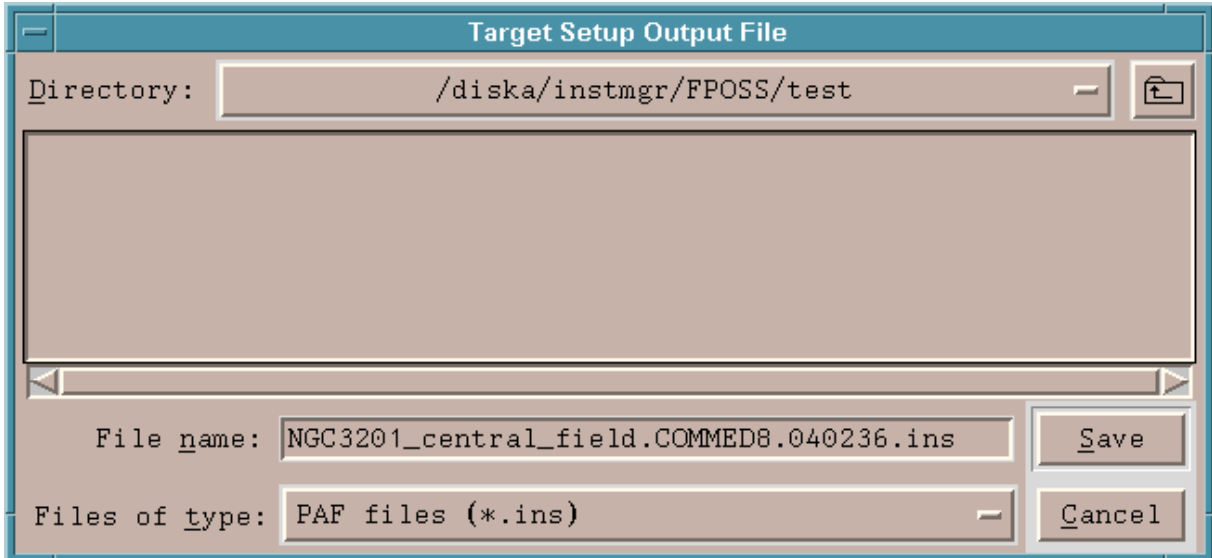 Target Setup Output File
Directory: /diska/instmgr/FPOSS/test
File name: NGC3201_central_field.COMMED8.040236.ins Save
Files of type: PAF files (*.ins) Cancel